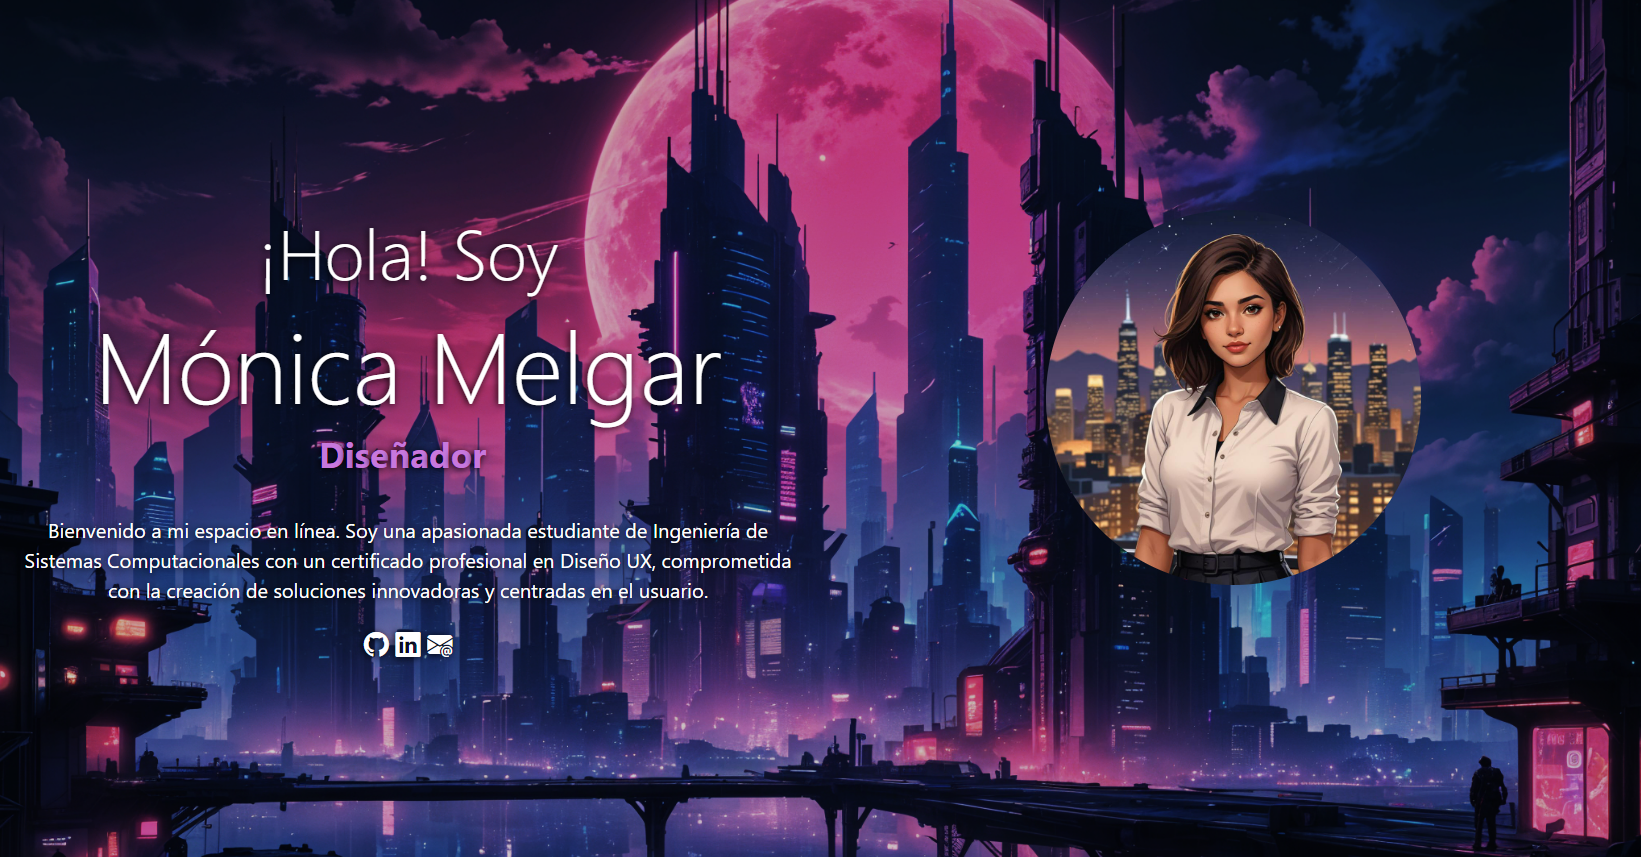 ¡Hola! Soy
Mónica Melgar
Diseñador
Bienvenido a mi espacio en línea. Soy una apasionada estudiante de Ingeniería de
Sistemas Computacionales con un certificado profesional en Diseño UX, comprometida
con la creación de soluciones innovadoras y centradas en el usuario.
in